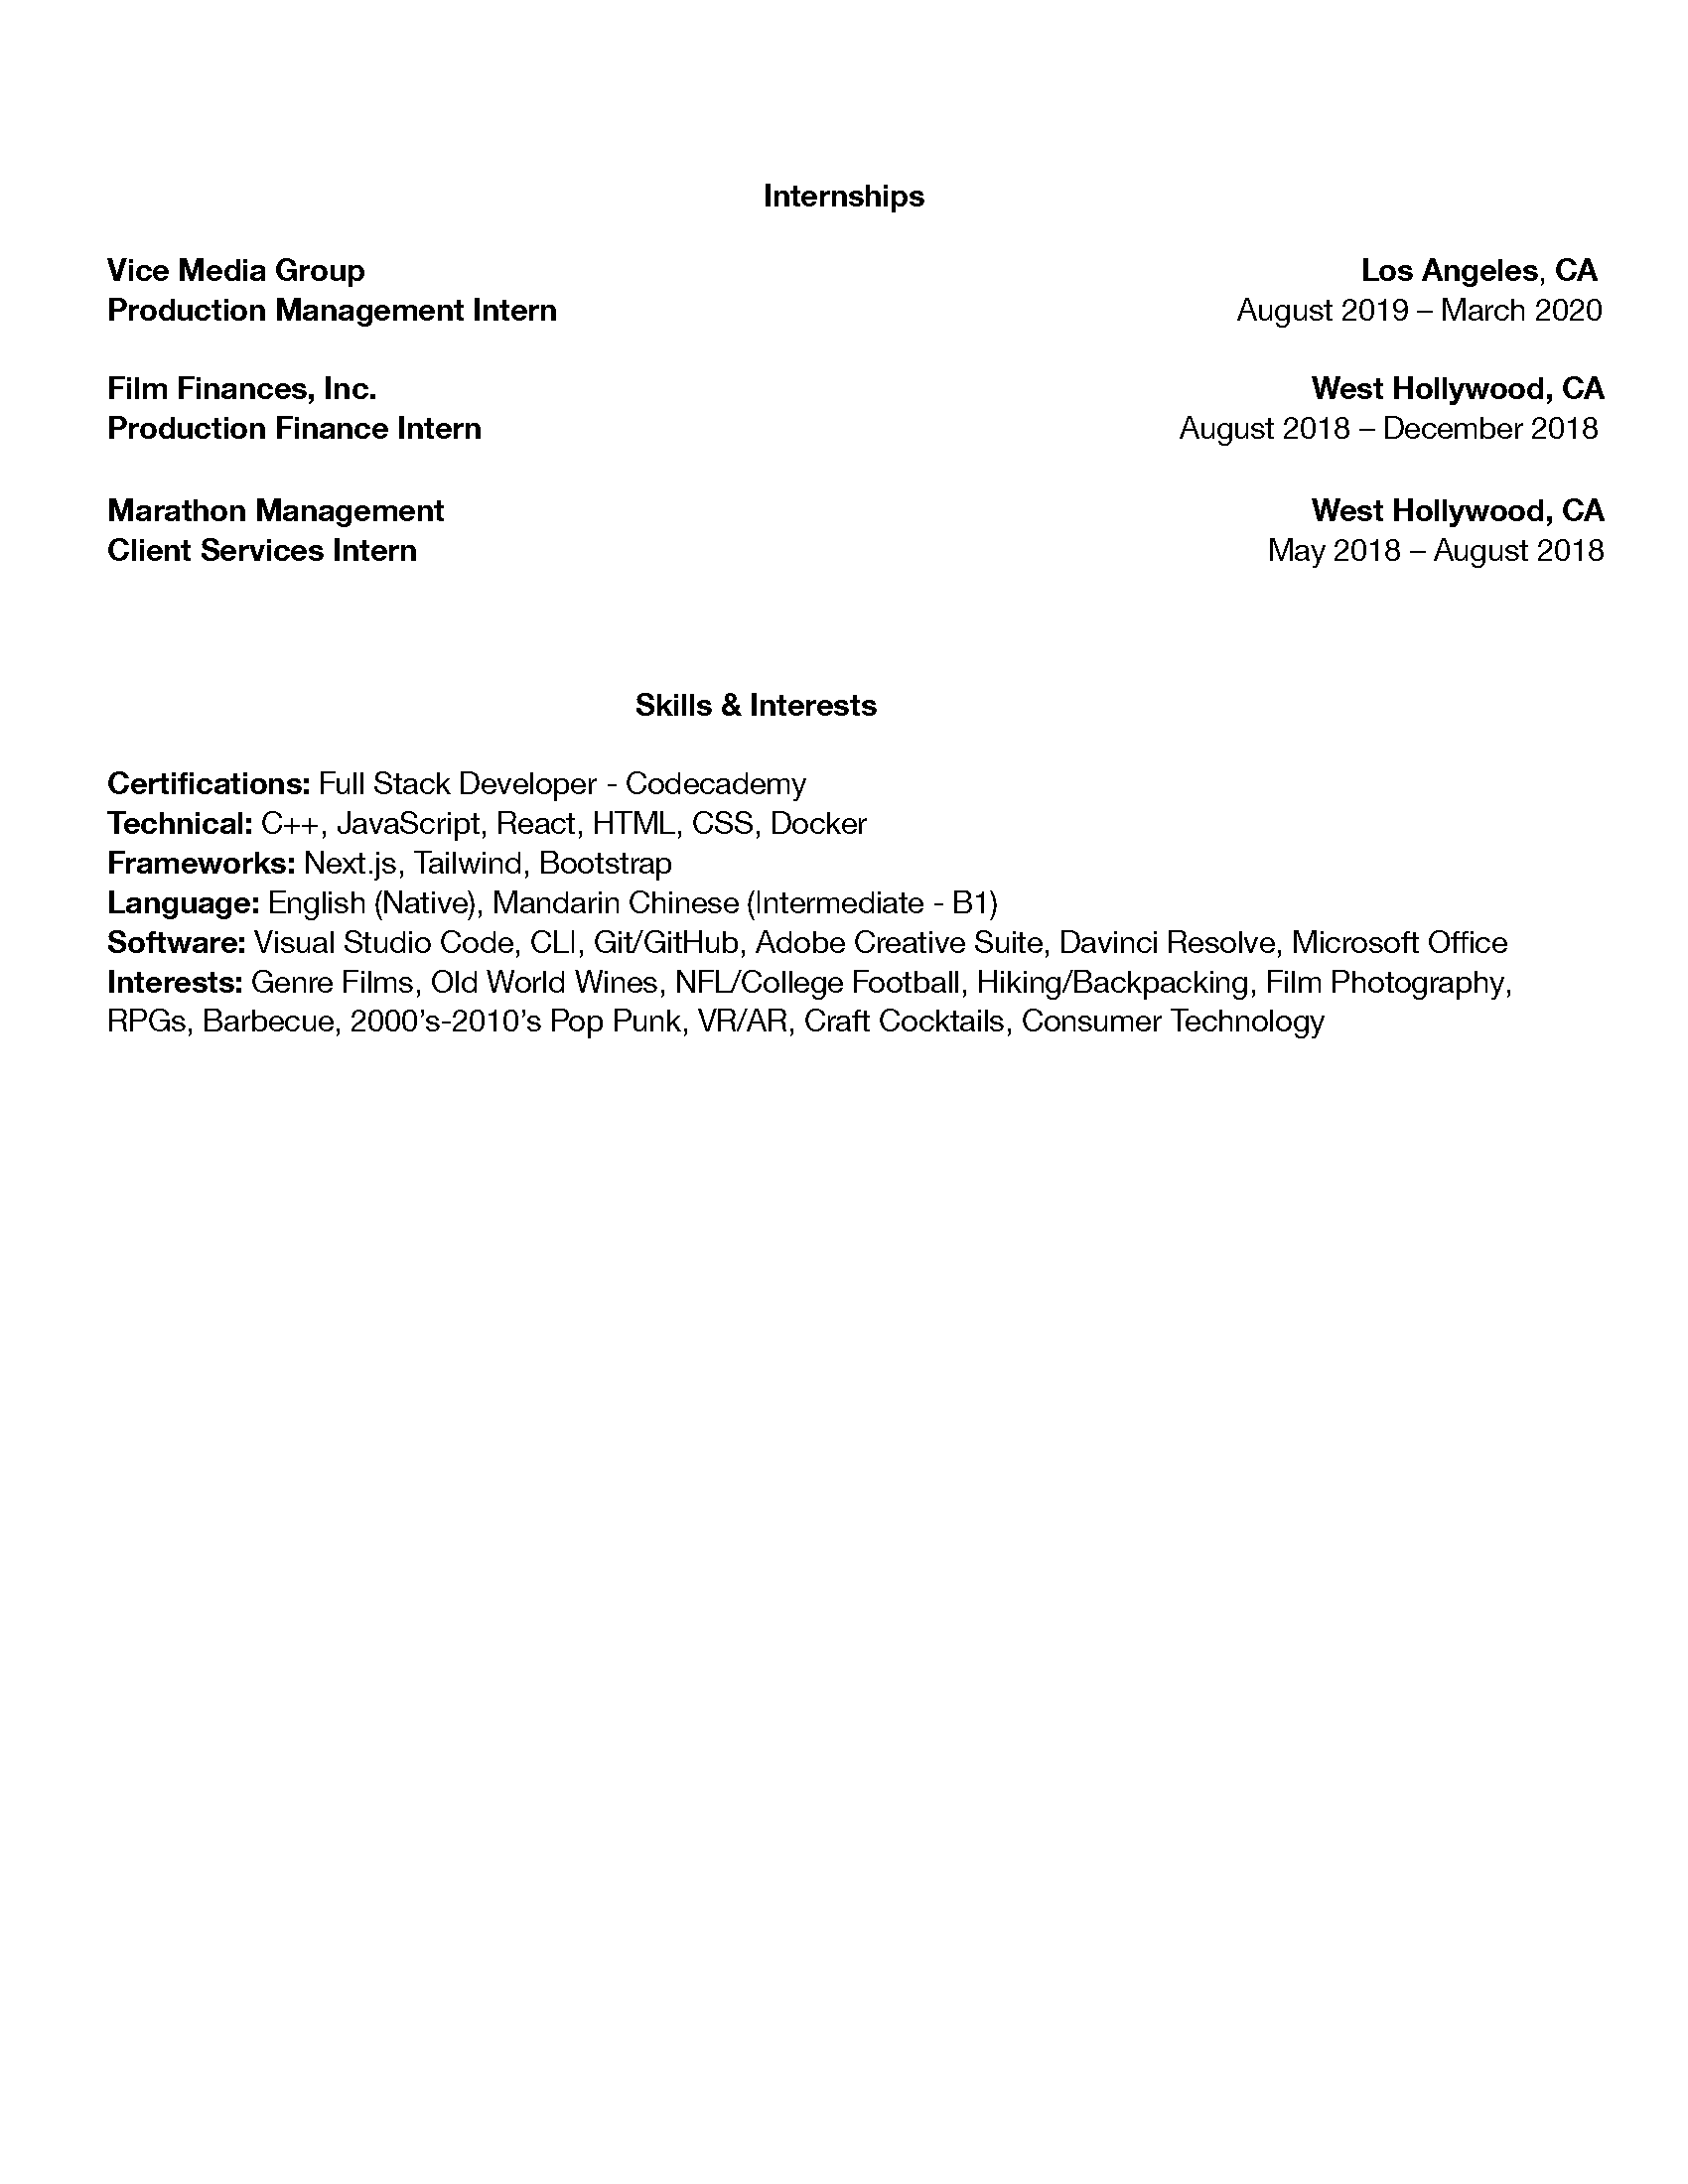 Internships
Vice Media Group Los Angeles, CA
Production Management Intern August 2019 – March 2020
Film Finances, Inc. West Hollywood, CA
Production Finance Intern August 2018 – December 2018
Marathon Management West Hollywood, CA
Client Services Intern May 2018 – August 2018
Skills & Interests
Certifications: Full Stack Developer - Codecademy
Technical: C++, JavaScript, React, HTML, CSS, Docker
Frameworks: Next.js, Tailwind, Bootstrap
Language: English (Native), Mandarin Chinese (Intermediate - B1)
Software: Visual Studio Code, CLI, Git/GitHub, Adobe Creative Suite, Davinci Resolve, Microsoft Office
Interests: Genre Films, Old World Wines, NFL/College Football, Hiking/Backpacking, Film Photography,
RPGs, Barbecue, 2000’s-2010’s Pop Punk, VR/AR, Craft Cocktails, Consumer Technology